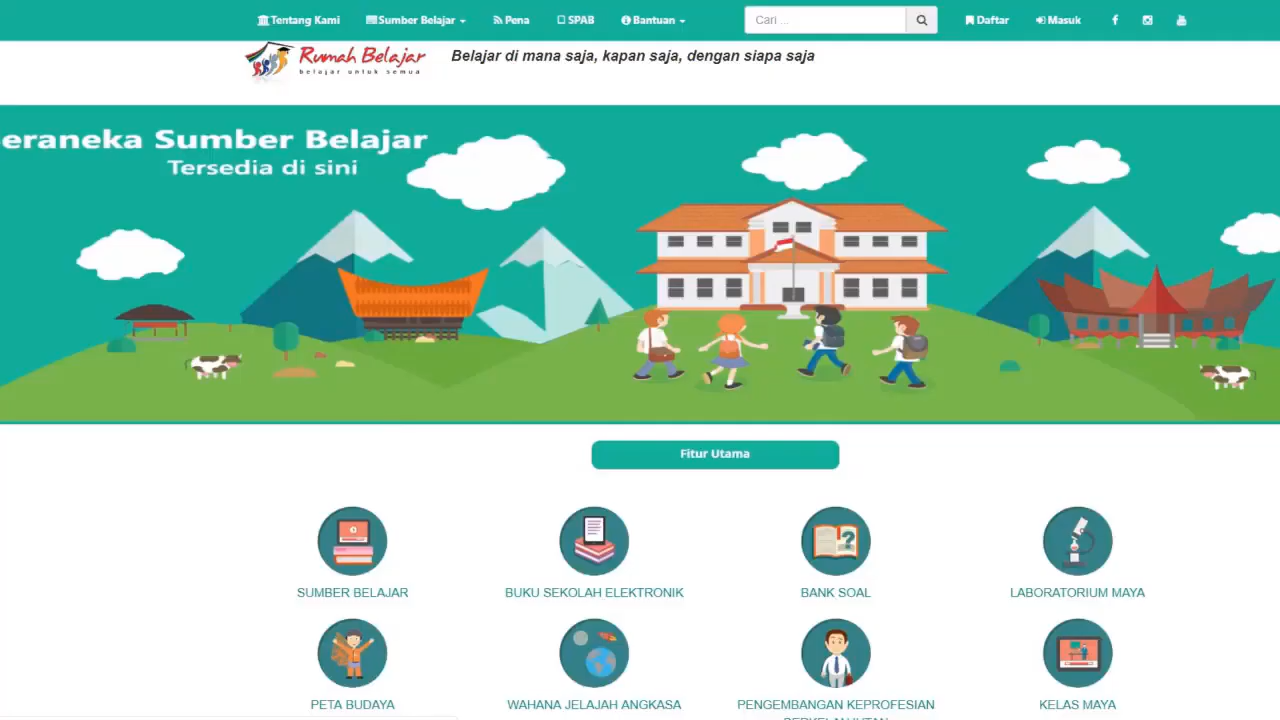 Tentang Kami Sumber Belajar Pena SPAB Bantuan Cari ... Daftar Masuk
Rumah Belajar
belajar untuk semua
Belajar di mana saja, kapan saja, dengan siapa saja
eraneka Sumber Belajar
Tersedia di sini
Fitur Utama
SUMBER BELAJAR
BUKU SEKOLAH ELEKTRONIK
BANK SOAL
LABORATORIUM MAYA
PETA BUDAYA
WAHANA JELAJAH ANGKASA
PENGEMBANGAN KEPROFESIAN
BERKELANJUTAN
KELAS MAYA